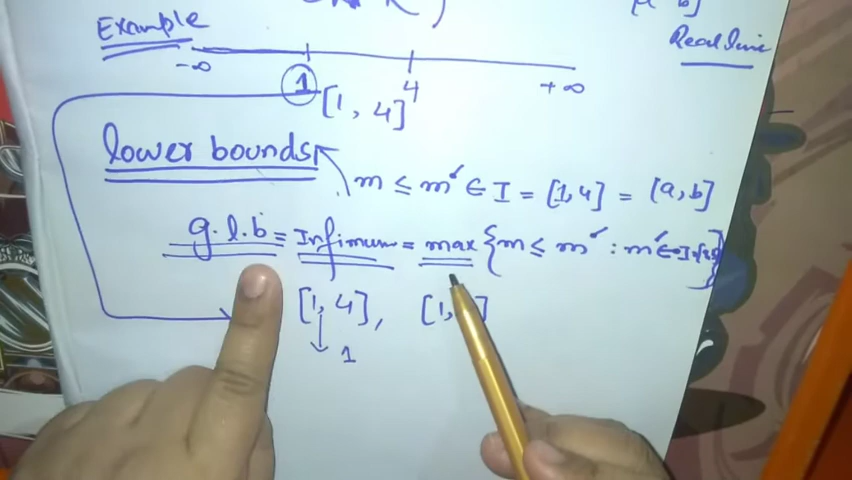 Example
Real line
-∞
1
4
+∞
[1, 4]
lower bounds
m ≤ m′ ∈ I = [1,4] = [a, b]
g.l.b = Infimum = max {m ≤ m′ : m′ ∈ I
[1, 4], [1,
1